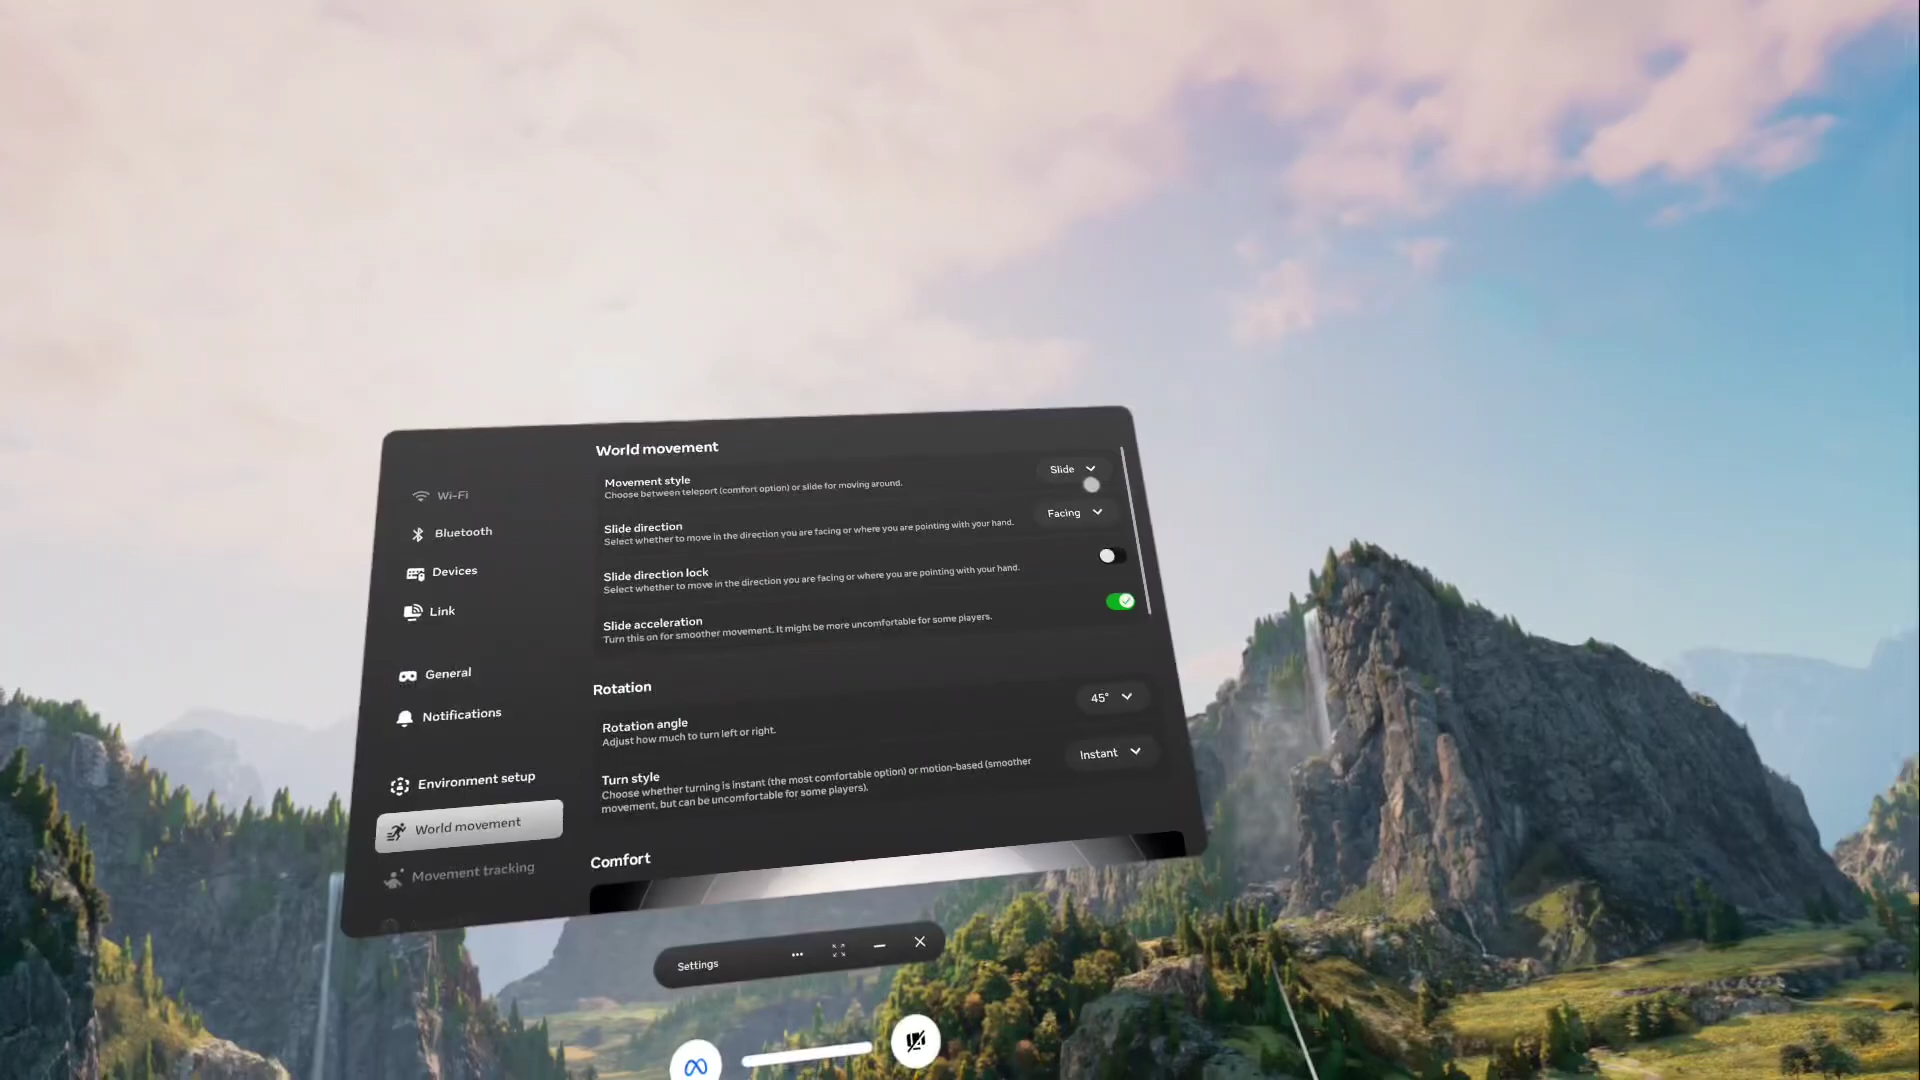 Wi-Fi
Bluetooth
Devices
Link
General
Notifications
Environment setup
World movement
Movement tracking
World movement
Movement style
Choose between teleport (comfort option) or slide for moving around.
Slide
Slide direction
Select whether to move in the direction you are facing or where you are pointing with your hand.
Facing
Slide direction lock
Select whether to move in the direction you are facing or where you are pointing with your hand.
Slide acceleration
Turn this on for smoother movement. It might be more uncomfortable for some players.
Rotation
Rotation angle
Adjust how much to turn left or right.
45°
Turn style
Choose whether turning is instant (the most comfortable option) or motion-based (smoother
movement, but can be uncomfortable for some players).
Instant
Comfort
Settings